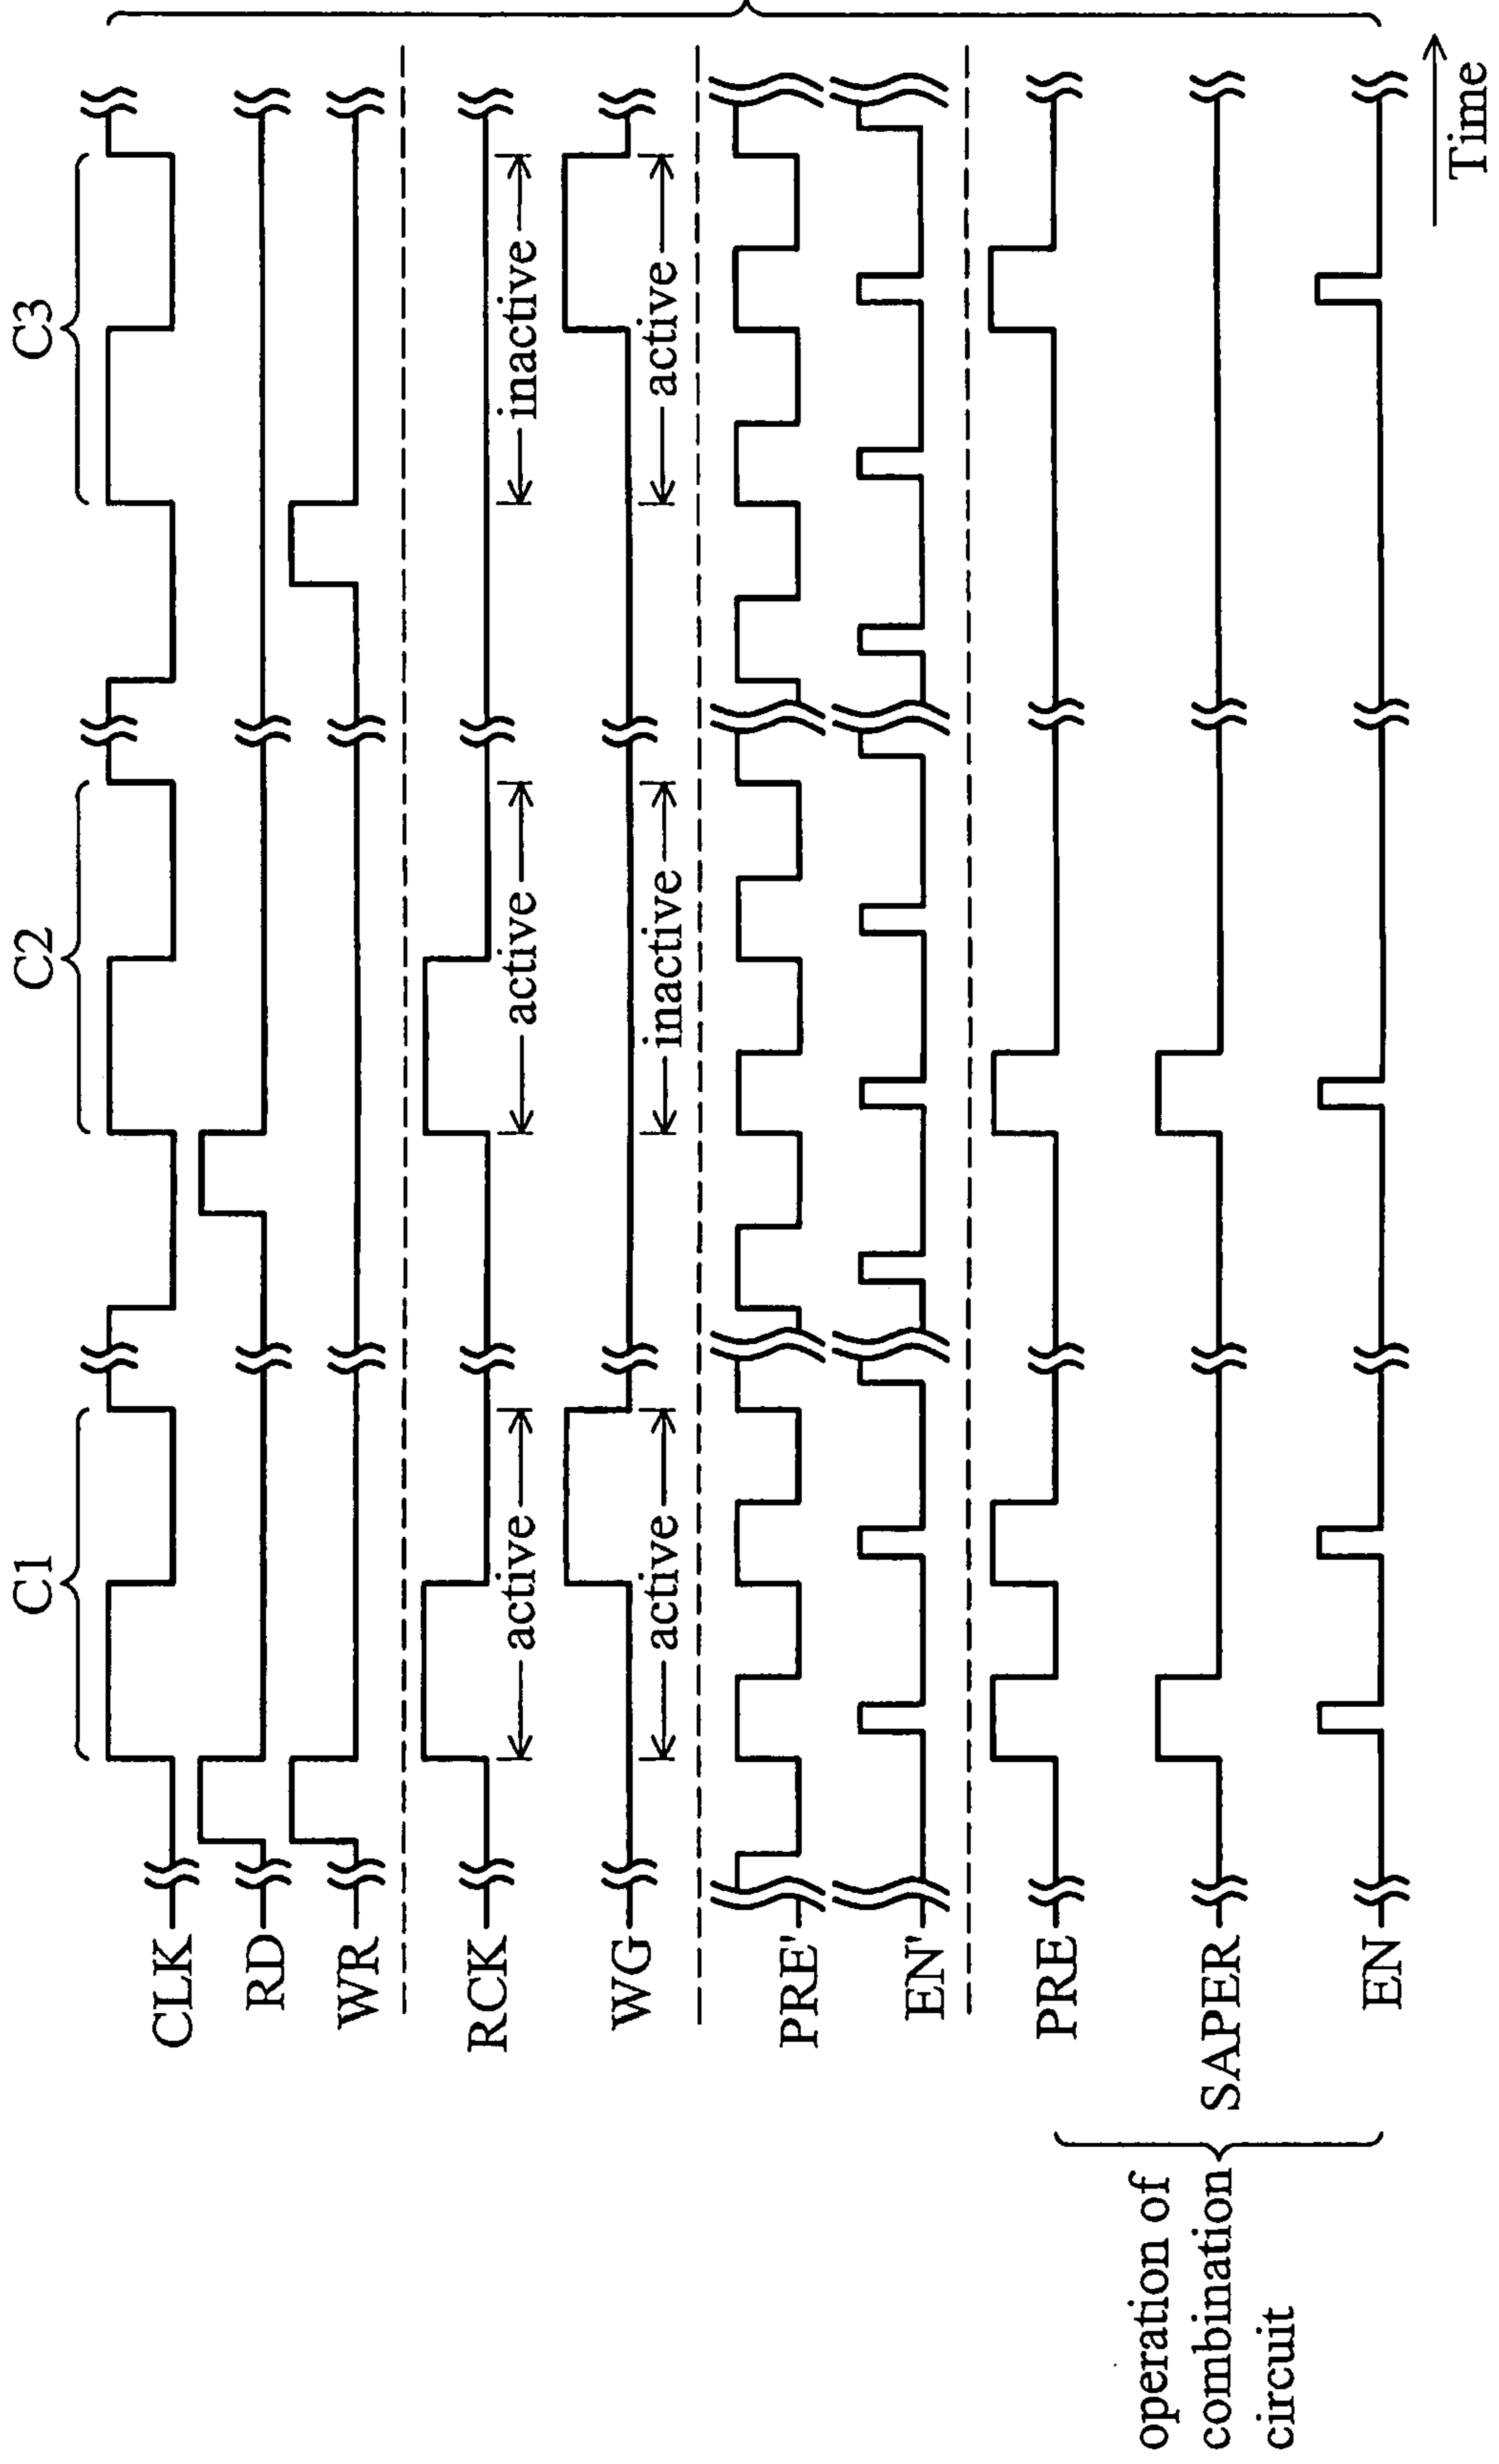 C1
C2
C3
CLK
RD
WR
RCK
active
active
inactive
WG
active
inactive
active
PRE'
EN'
operation of
combination
circuit
PRE
SAPER
EN
Time